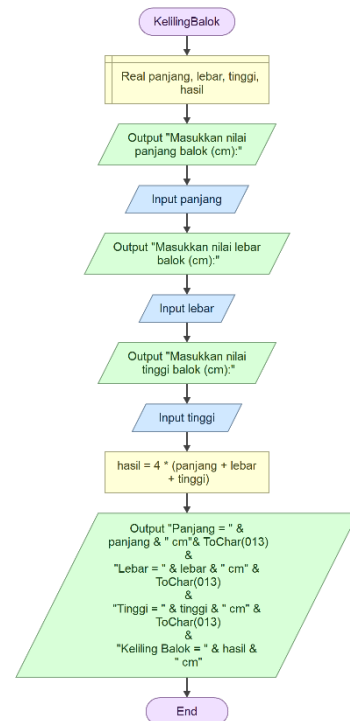 KelilingBalok
Real panjang, lebar, tinggi,
hasil
Output "Masukkan nilai
panjang balok (cm):"
Input panjang
Output "Masukkan nilai lebar
balok (cm):"
Input lebar
Output "Masukkan nilai
tinggi balok (cm):"
Input tinggi
hasil = 4 * (panjang + lebar
+ tinggi)
Output "Panjang = " &
panjang & " cm"& ToChar(013)
&
"Lebar = " & lebar & " cm" &
ToChar(013)
&
"Tinggi = " & tinggi & " cm" &
ToChar(013)
&
"Keliling Balok = " & hasil &
" cm"
End